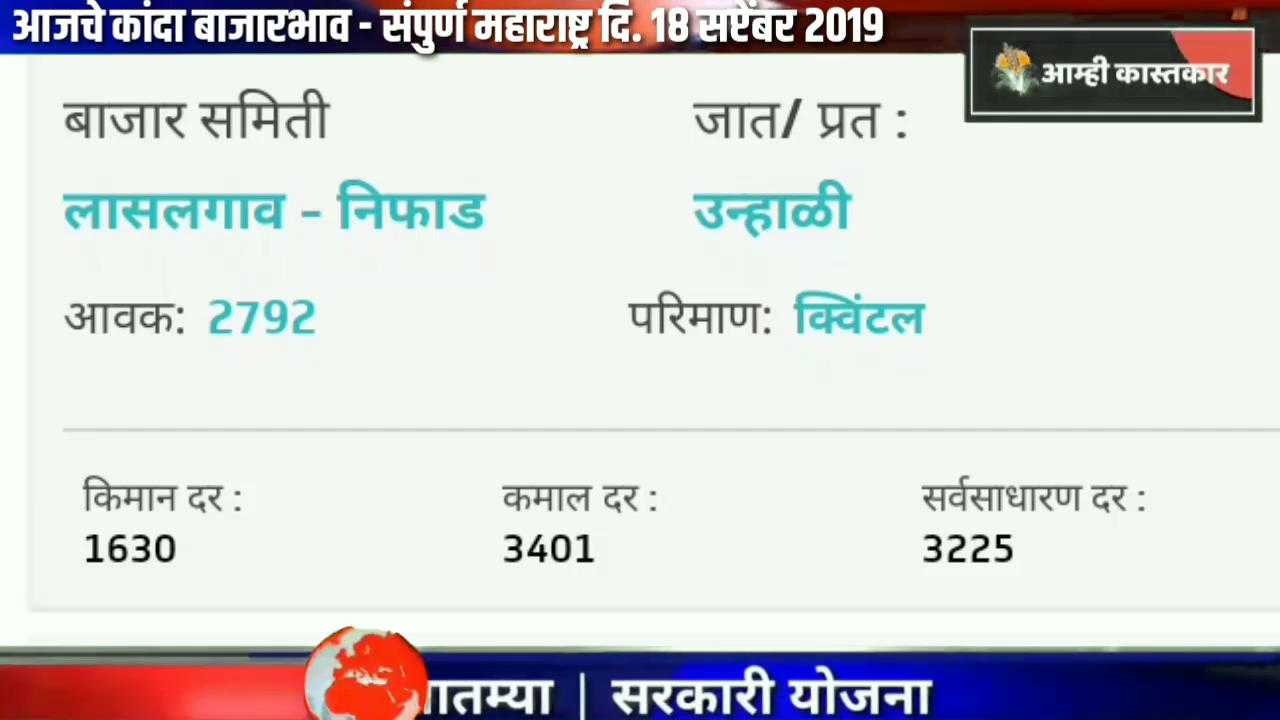 आजचे कांदा बाजारभाव - संपुर्ण महाराष्ट्र दि. 18 सप्टेंबर 2019
आम्ही कास्तकार
बाजार समिती जात/ प्रत :
लासलगाव - निफाड उन्हाळी
आवक: 2792 परिमाण: क्विंटल
किमान दर : कमाल दर : सर्वसाधारण दर :
1630 3401 3225
| सरकारी योजना